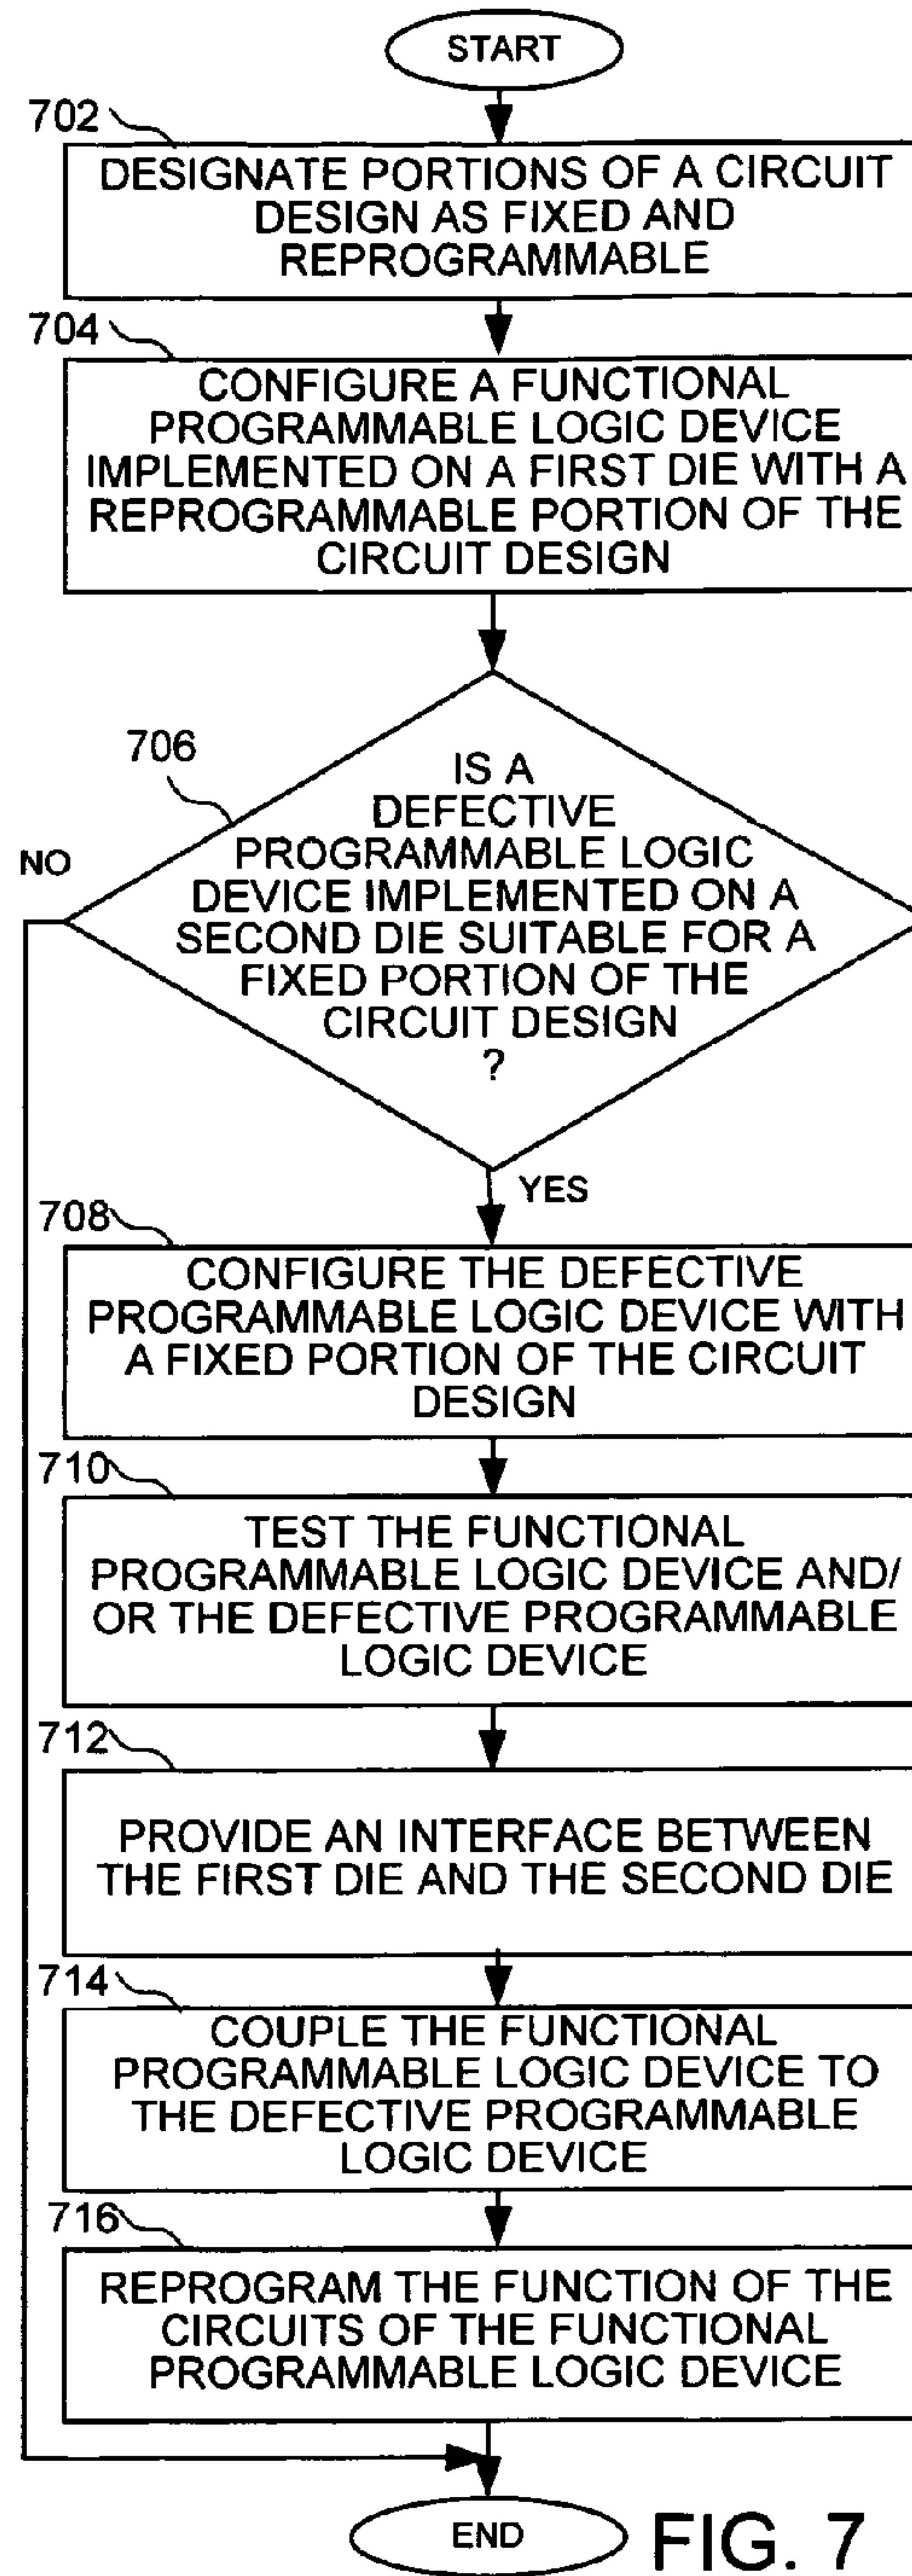 START
702
DESIGNATE PORTIONS OF A CIRCUIT
DESIGN AS FIXED AND
REPROGRAMMABLE
704
CONFIGURE A FUNCTIONAL
PROGRAMMABLE LOGIC DEVICE
IMPLEMENTED ON A FIRST DIE WITH A
REPROGRAMMABLE PORTION OF THE
CIRCUIT DESIGN
706
IS A
DEFECTIVE
PROGRAMMABLE LOGIC
DEVICE IMPLEMENTED ON A
SECOND DIE SUITABLE FOR A
FIXED PORTION OF THE
CIRCUIT DESIGN
?
NO
YES
708
CONFIGURE THE DEFECTIVE
PROGRAMMABLE LOGIC DEVICE WITH
A FIXED PORTION OF THE CIRCUIT
DESIGN
710
TEST THE FUNCTIONAL
PROGRAMMABLE LOGIC DEVICE AND/
OR THE DEFECTIVE PROGRAMMABLE
LOGIC DEVICE
712
PROVIDE AN INTERFACE BETWEEN
THE FIRST DIE AND THE SECOND DIE
714
COUPLE THE FUNCTIONAL
PROGRAMMABLE LOGIC DEVICE TO
THE DEFECTIVE PROGRAMMABLE
LOGIC DEVICE
716
REPROGRAM THE FUNCTION OF THE
CIRCUITS OF THE FUNCTIONAL
PROGRAMMABLE LOGIC DEVICE
END
FIG. 7